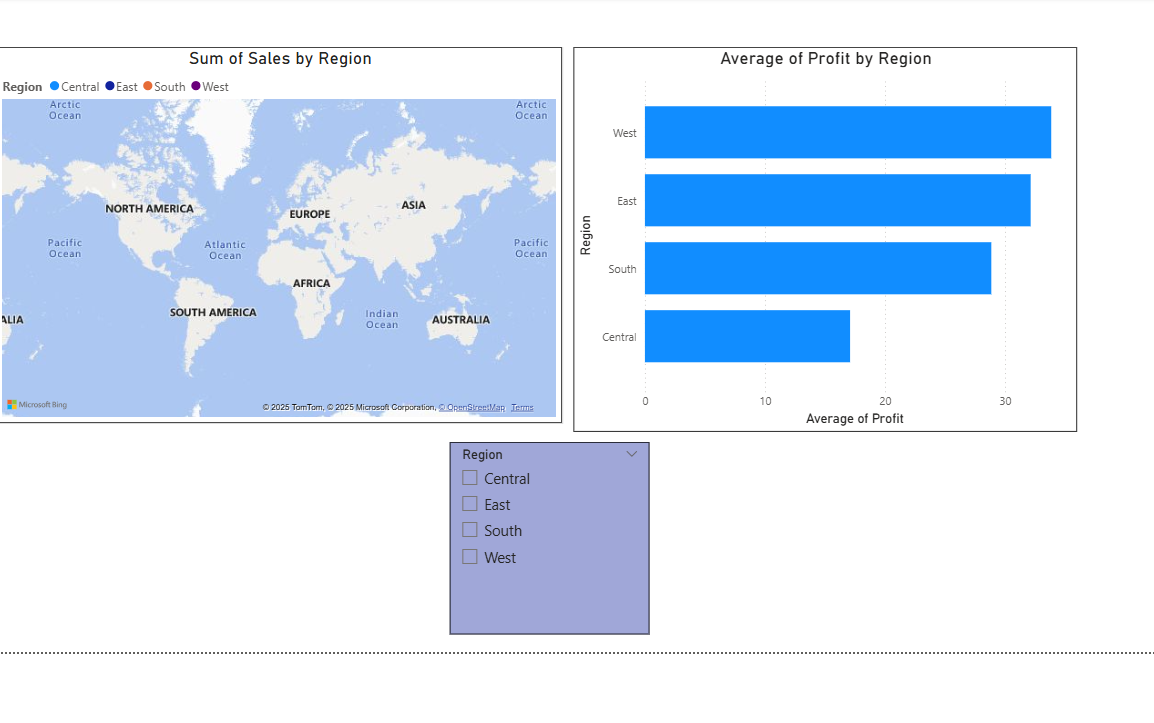 Sum of Sales by Region
Region Central East South West
Arctic Ocean
Arctic Ocean
NORTH AMERICA
EUROPE
ASIA
Pacific Ocean
Atlantic Ocean
Pacific Ocean
AFRICA
SOUTH AMERICA
Indian Ocean
ALIA
AUSTRALIA
Microsoft Bing
© 2025 TomTom, © 2025 Microsoft Corporation, © OpenStreetMap Terms
Average of Profit by Region
Region
West
East
South
Central
0 10 20 30
Average of Profit
Region
Central
East
South
West